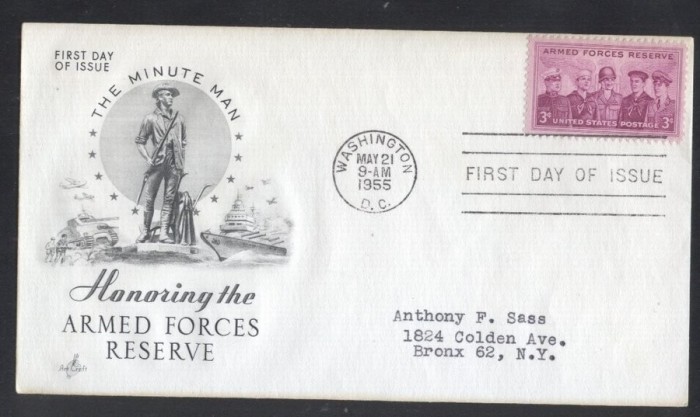 FIRST DAY
OF ISSUE
THE MINUTE MAN
Honoring the
ARMED FORCES
RESERVE
ArtCraft
WASHINGTON
MAY 21
9-AM
1955
D.C.
ARMED FORCES RESERVE
3¢ UNITED STATES POSTAGE 3¢
FIRST DAY OF ISSUE
Anthony F. Sass
1824 Colden Ave.
Bronx 62, N.Y.